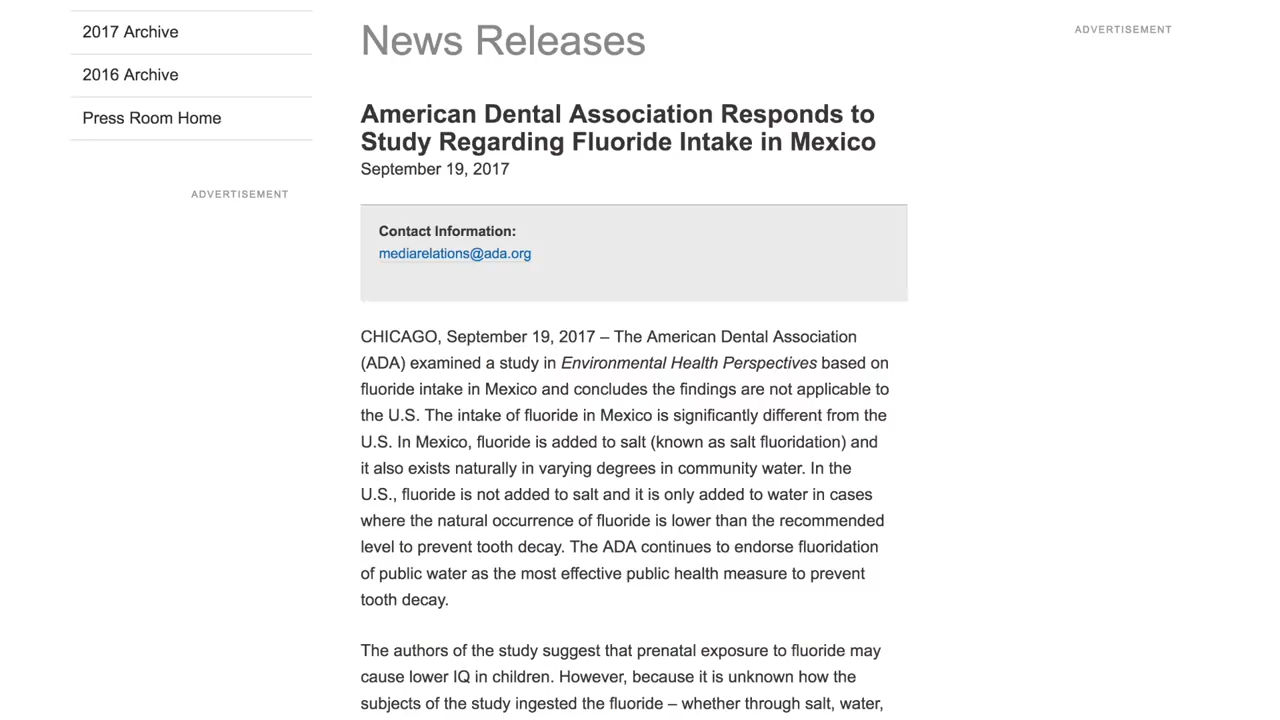 2017 Archive
2016 Archive
Press Room Home
ADVERTISEMENT
News Releases
American Dental Association Responds to
Study Regarding Fluoride Intake in Mexico
September 19, 2017
Contact Information:
mediarelations@ada.org
CHICAGO, September 19, 2017 – The American Dental Association
(ADA) examined a study in Environmental Health Perspectives based on
fluoride intake in Mexico and concludes the findings are not applicable to
the U.S. The intake of fluoride in Mexico is significantly different from the
U.S. In Mexico, fluoride is added to salt (known as salt fluoridation) and
it also exists naturally in varying degrees in community water. In the
U.S., fluoride is not added to salt and it is only added to water in cases
where the natural occurrence of fluoride is lower than the recommended
level to prevent tooth decay. The ADA continues to endorse fluoridation
of public water as the most effective public health measure to prevent
tooth decay.
The authors of the study suggest that prenatal exposure to fluoride may
cause lower IQ in children. However, because it is unknown how the
subjects of the study ingested the fluoride – whether through salt, water,
ADVERTISEMENT